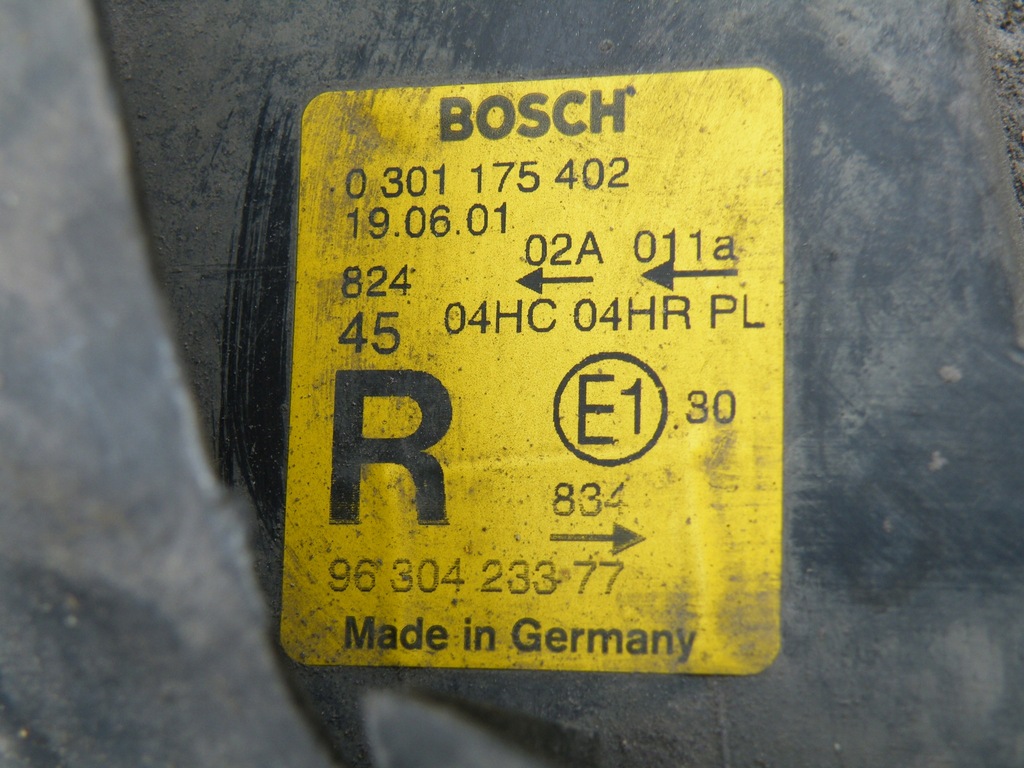 BOSCH
0 301 175 402
19.06.01
02A 011a
824
04HC 04HR PL
45
R
E1 .30
834
96 304 233 77
Made in Germany